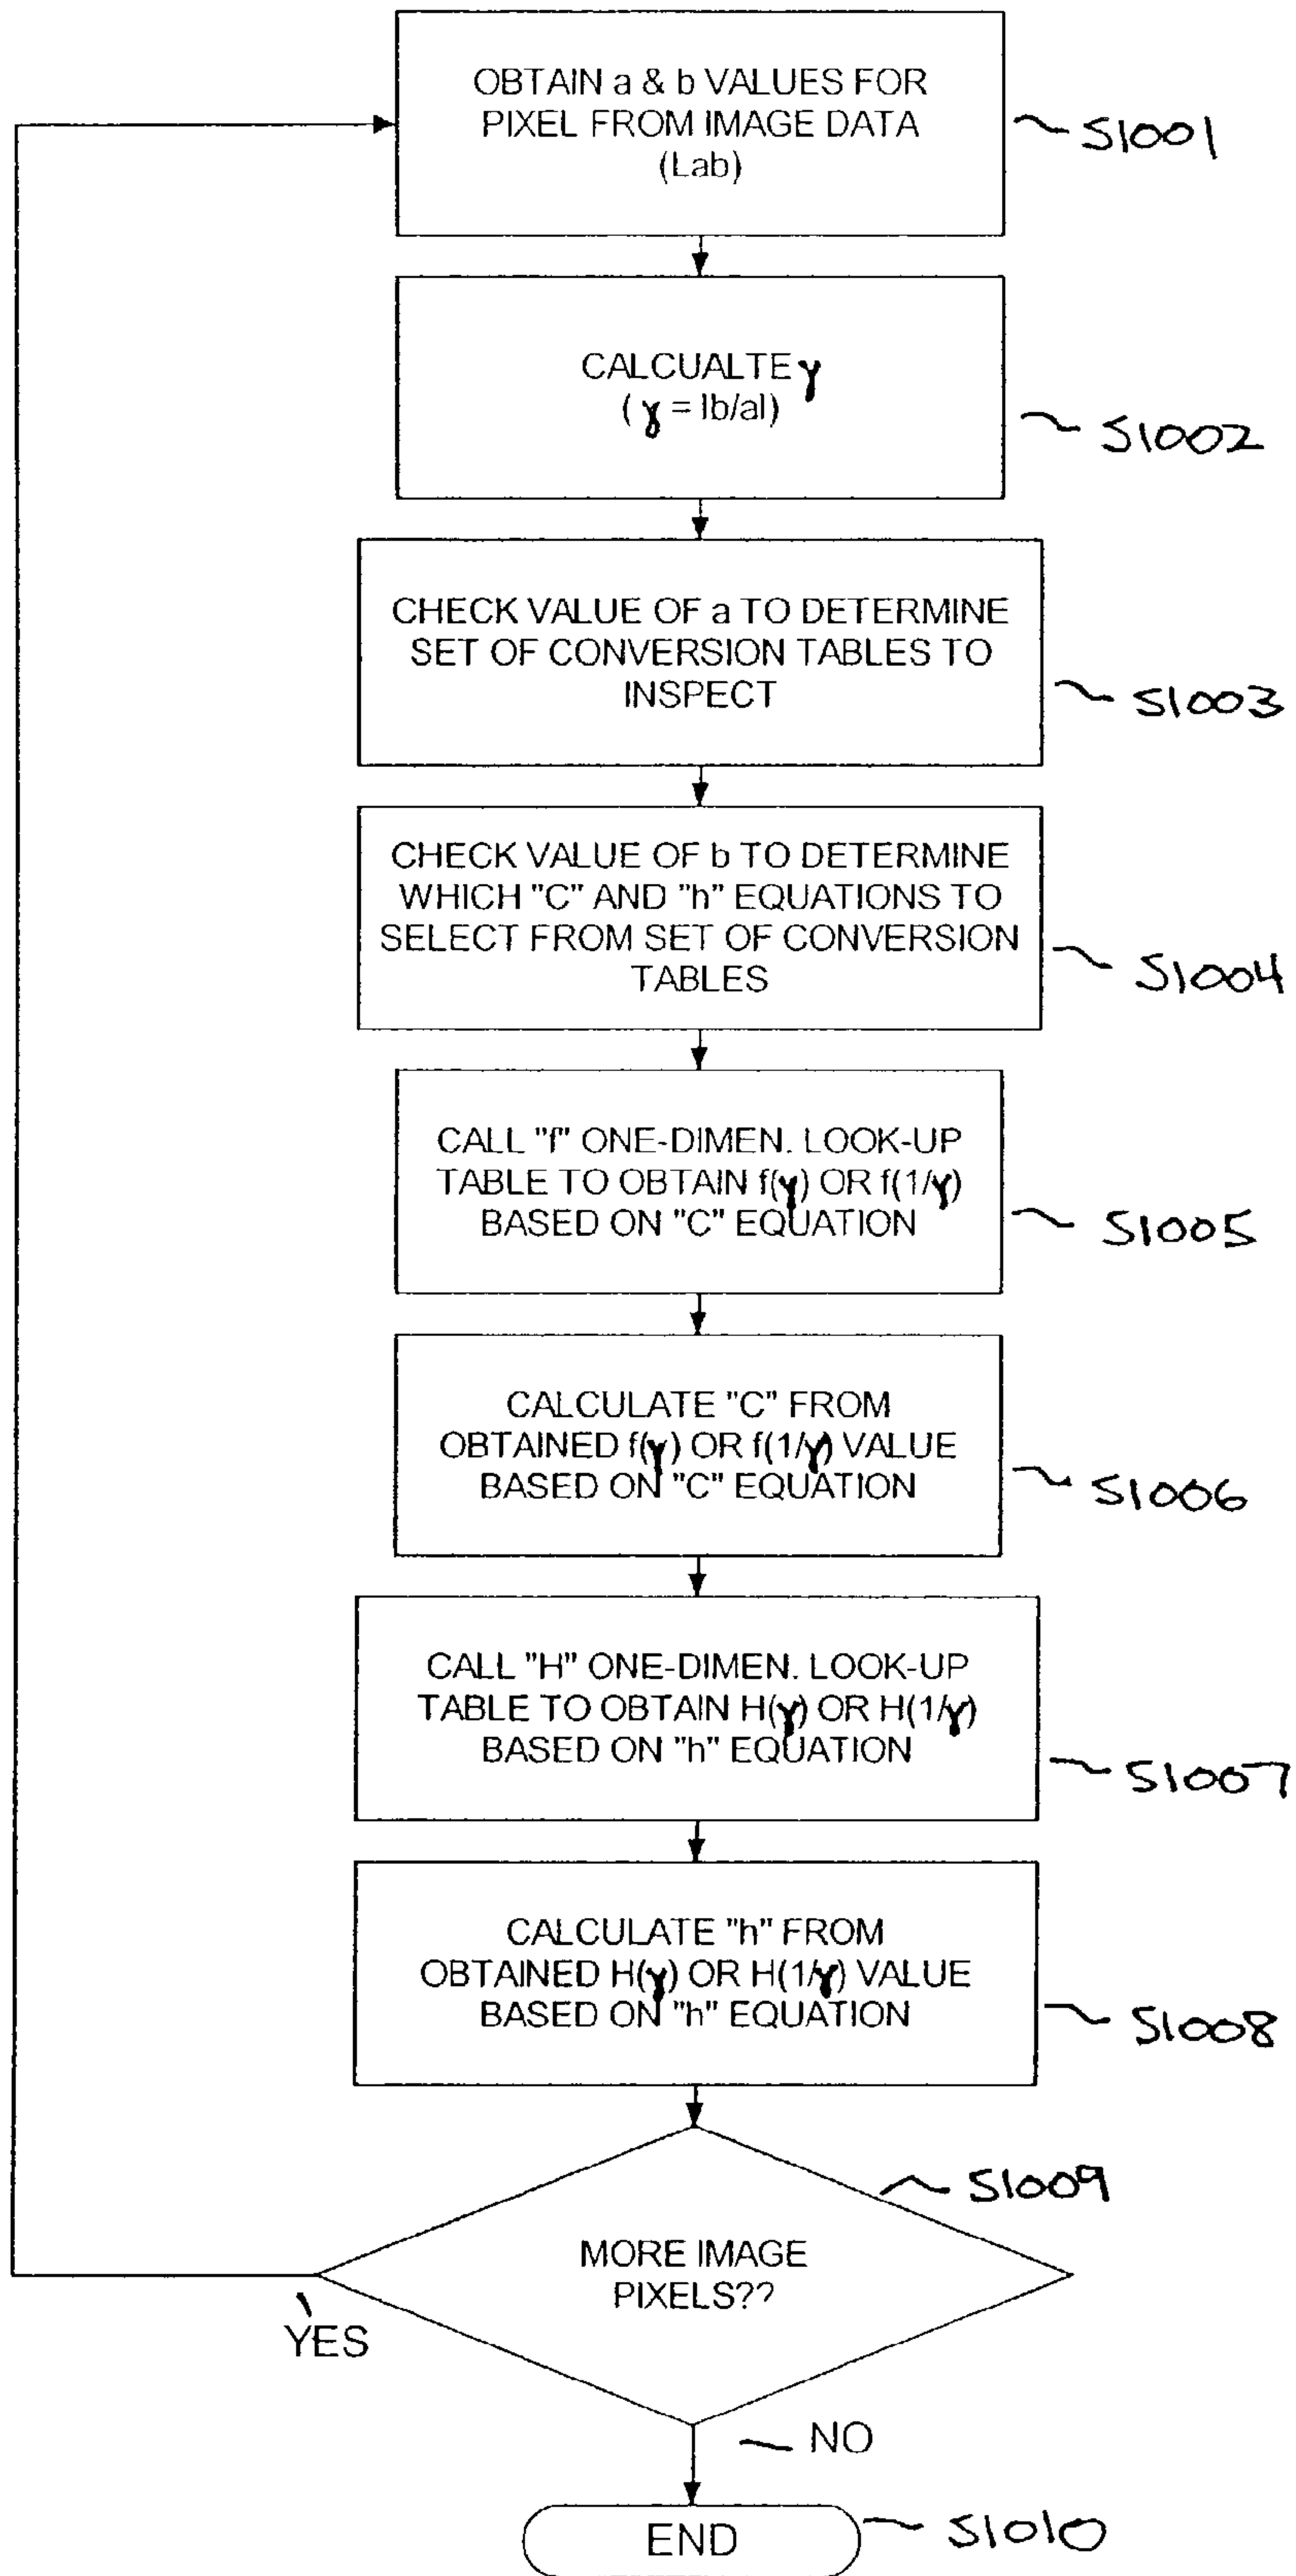 OBTAIN a & b VALUES FOR
PIXEL FROM IMAGE DATA
(Lab)
S1001
CALCUALTE γ
( γ = lb/al)
S1002
CHECK VALUE OF a TO DETERMINE
SET OF CONVERSION TABLES TO
INSPECT
S1003
CHECK VALUE OF b TO DETERMINE
WHICH "C" AND "h" EQUATIONS TO
SELECT FROM SET OF CONVERSION
TABLES
S1004
CALL "f" ONE-DIMEN. LOOK-UP
TABLE TO OBTAIN f(γ) OR f(1/γ)
BASED ON "C" EQUATION
S1005
CALCULATE "C" FROM
OBTAINED f(γ) OR f(1/γ) VALUE
BASED ON "C" EQUATION
S1006
CALL "H" ONE-DIMEN. LOOK-UP
TABLE TO OBTAIN H(γ) OR H(1/γ)
BASED ON "h" EQUATION
S1007
CALCULATE "h" FROM
OBTAINED H(γ) OR H(1/γ) VALUE
BASED ON "h" EQUATION
S1008
S1009
MORE IMAGE
PIXELS??
YES
NO
END
S1010